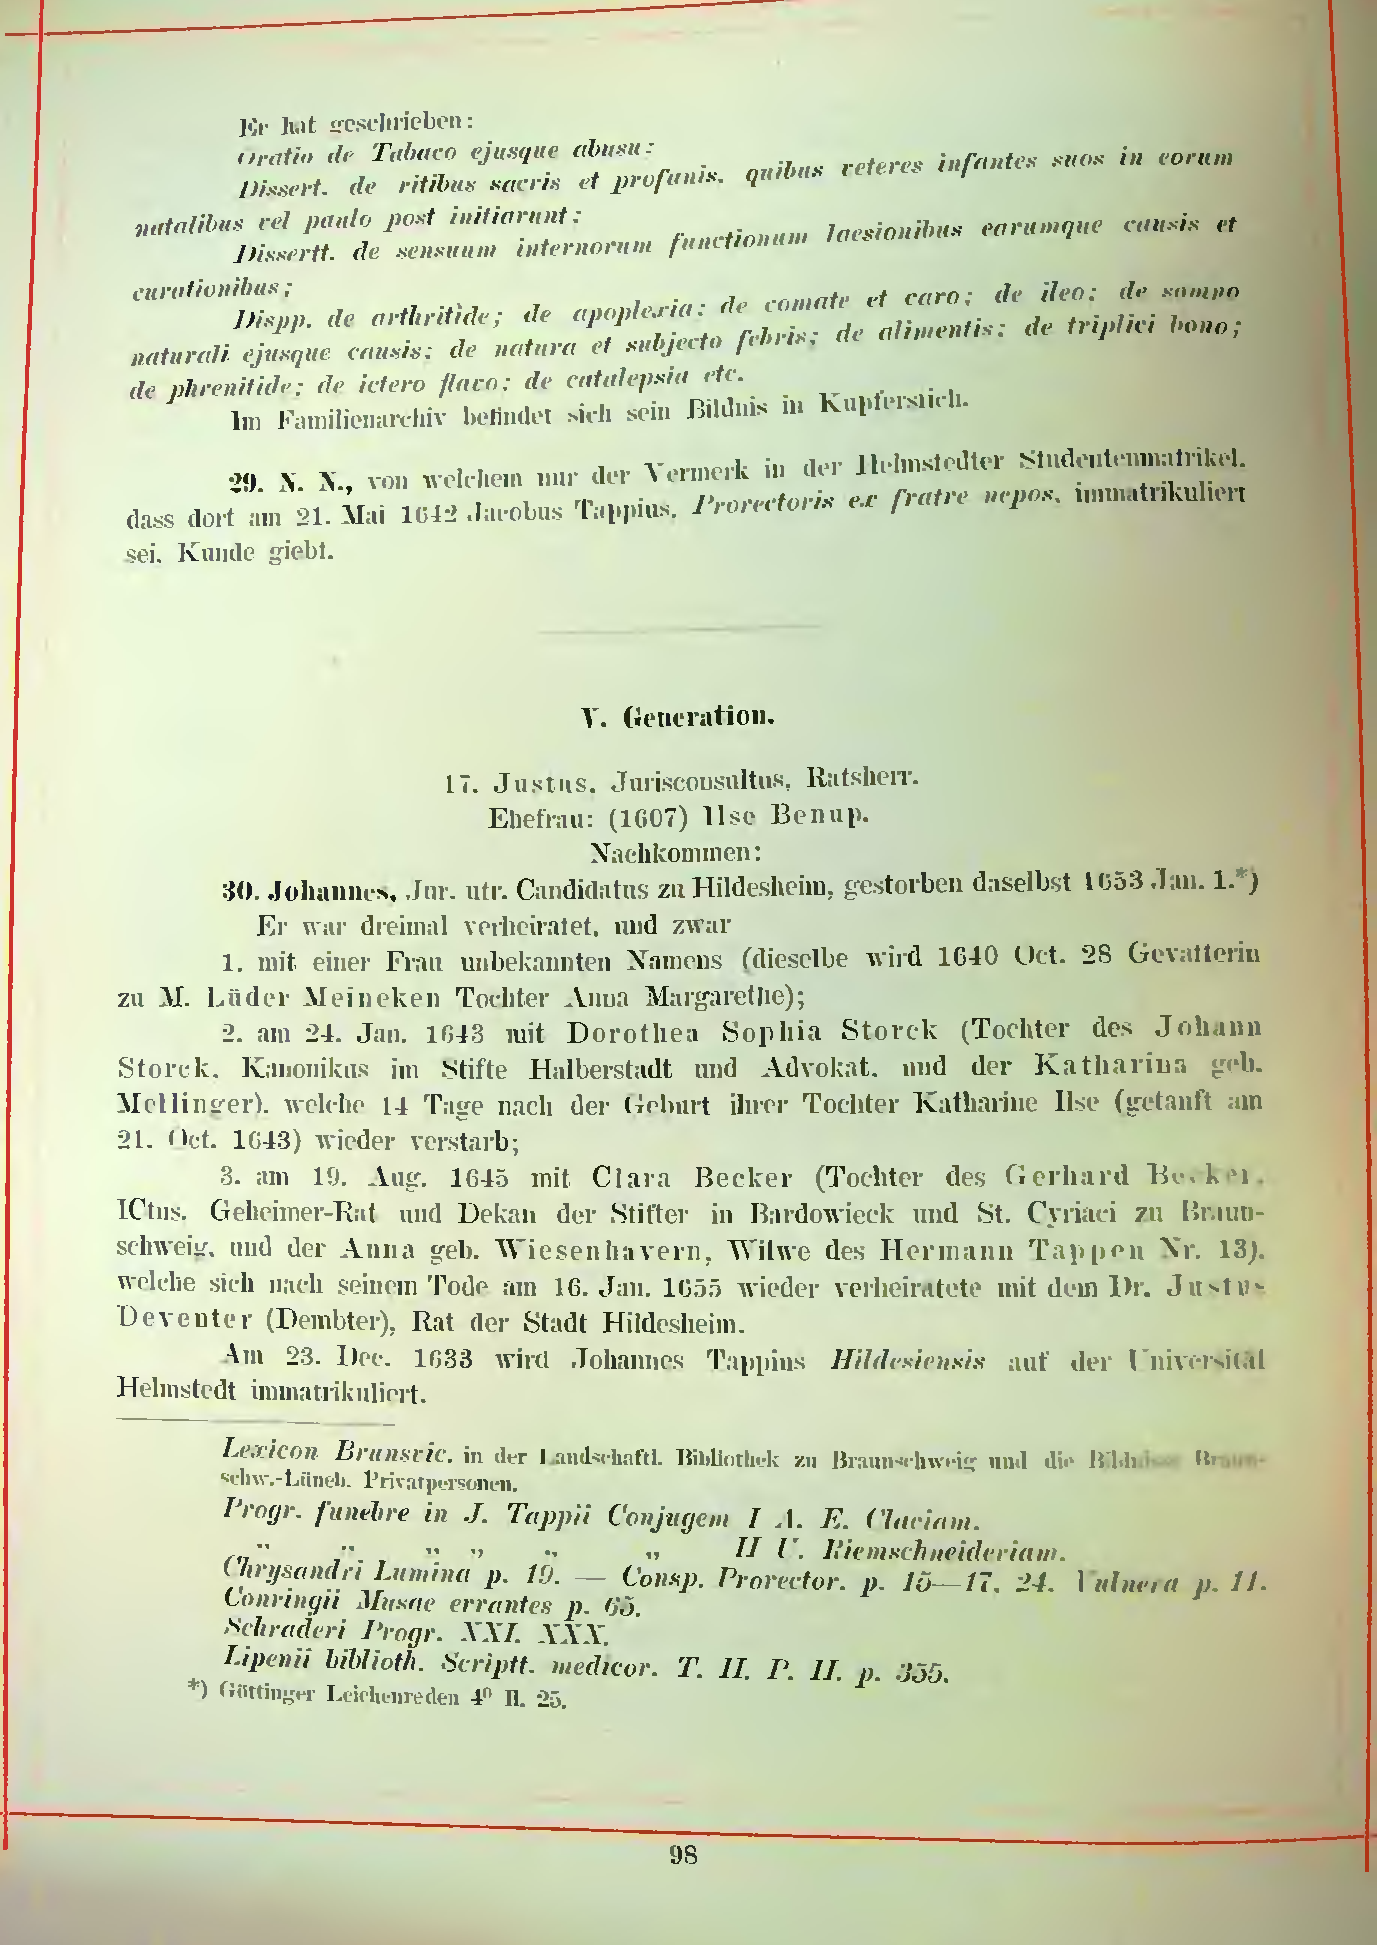 Er hat geschrieben:
Oratio de Tabaco ejusque abusu;
Dissert. de ritibus sacris et profanis, quibus veteres infantes suos in eorum
natalibus vel paulo post initiarunt;
Dissertt. de sensuum internorum functionum laesionibus earumque causis et
curationibus;
Dispp. de arthritide; de apoplexia; de comate et caro; de ileo; de somno
naturali ejusque causis; de natura et subjecto febris; de alimentis; de triplici bono;
de phrenitide; de ictero flavo; de catalepsia etc.
Im Familienarchiv befindet sich sein Bildnis in Kupferstich.
29. N. N., von welchem nur der Vermerk in der Helmstedter Studentenmatrikel,
dass dort am 21. Mai 1642 Jacobus Tappius, Prorectoris ex fratre nepos, immatrikuliert
sei, Kunde giebt.
V. Generation.
17. Justus, Jurisconsultus, Ratsherr.
Ehefrau: (1607) Ilse Benup.
Nachkommen:
30. Johannes, Jur. utr. Candidatus zu Hildesheim, gestorben daselbst 1653 Jan. 1.*)
Er war dreimal verheiratet, und zwar
1. mit einer Frau unbekannten Namens (dieselbe wird 1640 Oct. 28 Gevatterin
zu M. Lüder Meineken Tochter Anna Margarethe);
2. am 24. Jan. 1643 mit Dorothea Sophia Storck (Tochter des Johann
Storck, Kanonikus im Stifte Halberstadt und Advokat, und der Katharina geb.
Mellinger), welche 14 Tage nach der Geburt ihrer Tochter Katharine Ilse (getauft am
21. Oct. 1643) wieder verstarb;
3. am 19. Aug. 1645 mit Clara Becker (Tochter des Gerhard Becker,
ICtus, Geheimer-Rat und Dekan der Stifter in Bardowieck und St. Cyriaci zu Braun-
schweig, und der Anna geb. Wiesenhavern, Witwe des Hermann Tappen Nr. 13),
welche sich nach seinem Tode am 16. Jan. 1655 wieder verheiratete mit dem Dr. Justus
Deventer (Dembter), Rat der Stadt Hildesheim.
Am 23. Dec. 1633 wird Johannes Tappius Hildesiensis auf der Universität
Helmstedt immatrikuliert.
Lexicon Brunsvic. in der Landschaftl. Bibliothek zu Braunschweig und die Bildnisse Braun-
schw.-Lüneb. Privatpersonen.
Progr. funebre in J. Tappii Conjugem I A. E. Claciam.
" " " " " " II U. Riemschneideriam.
Chrysandri Lumina p. 19. — Consp. Prorector. p. 15—17, 24. Vulnera p. 11.
Conringii Musae errantes p. 65.
Schraderi Progr. XXI. XXX.
Lipenii biblioth. Scriptt. medicor. T. II. P. II. p. 355.
*) Göttinger Leichenreden 4⁰ II. 25.
98